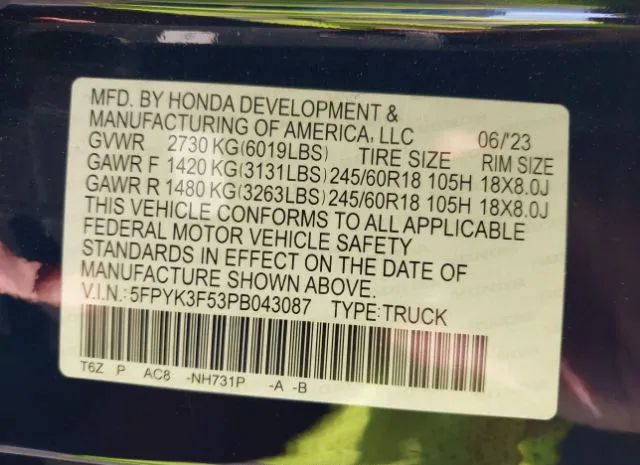 MFD. BY HONDA DEVELOPMENT &
MANUFACTURING OF AMERICA, LLC 06/'23
GVWR 2730 KG(6019LBS) TIRE SIZE RIM SIZE
GAWR F 1420 KG(3131LBS) 245/60R18 105H 18X8.0J
GAWR R 1480 KG(3263LBS) 245/60R18 105H 18X8.0J
THIS VEHICLE CONFORMS TO ALL APPLICABLE
FEDERAL MOTOR VEHICLE SAFETY
STANDARDS IN EFFECT ON THE DATE OF
MANUFACTURE SHOWN ABOVE.
V.I.N.: 5FPYK3F53PB043087 TYPE:TRUCK
T6Z P AC8 -NH731P -A -B